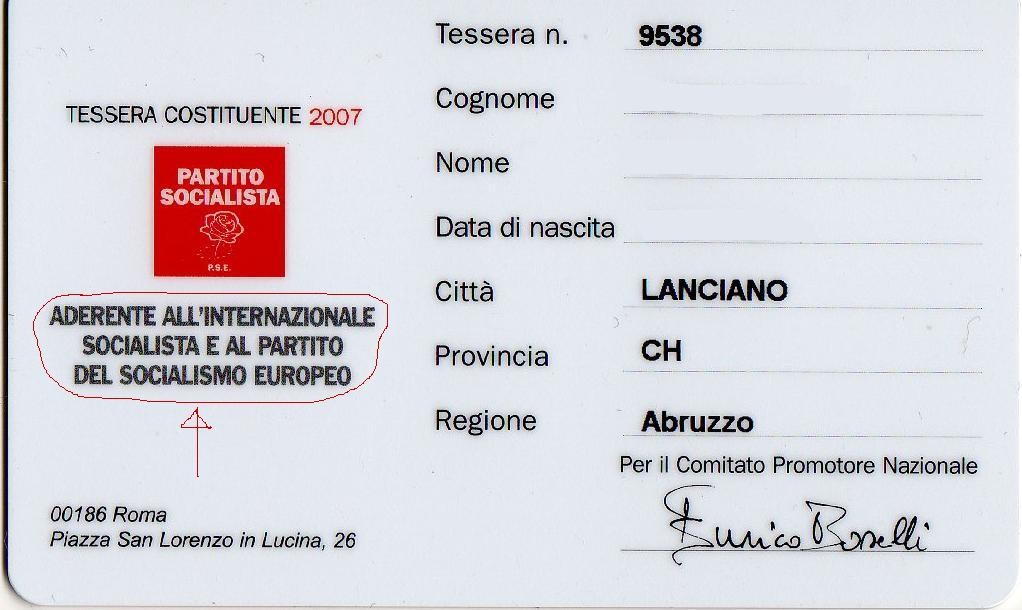 TESSERA COSTITUENTE 2007
PARTITO
SOCIALISTA
P.S.E.
ADERENTE ALL'INTERNAZIONALE
SOCIALISTA E AL PARTITO
DEL SOCIALISMO EUROPEO
00186 Roma
Piazza San Lorenzo in Lucina, 26
Tessera n. 9538
Cognome
Nome
Data di nascita
Città LANCIANO
Provincia CH
Regione Abruzzo
Per il Comitato Promotore Nazionale
Enrico Boselli